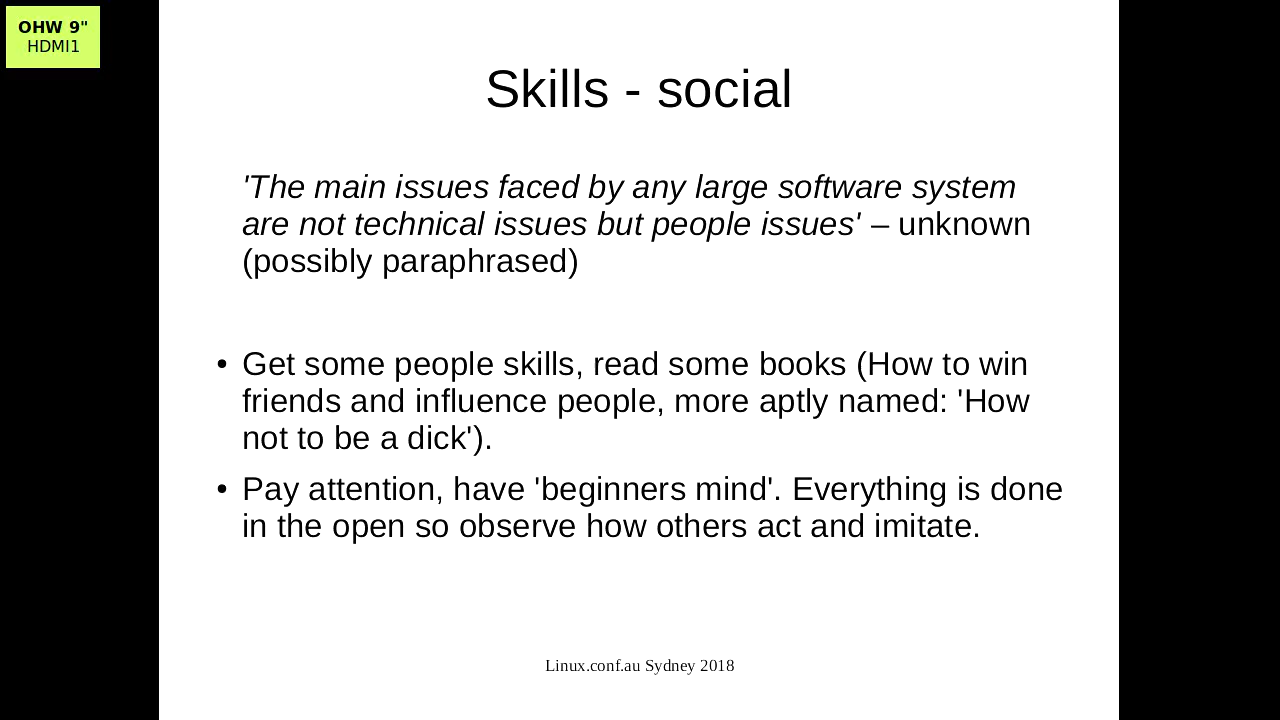 OHW 9"
HDMI1
Skills - social
'The main issues faced by any large software system
are not technical issues but people issues' – unknown
(possibly paraphrased)
• Get some people skills, read some books (How to win
friends and influence people, more aptly named: 'How
not to be a dick').
• Pay attention, have 'beginners mind'. Everything is done
in the open so observe how others act and imitate.
Linux.conf.au Sydney 2018